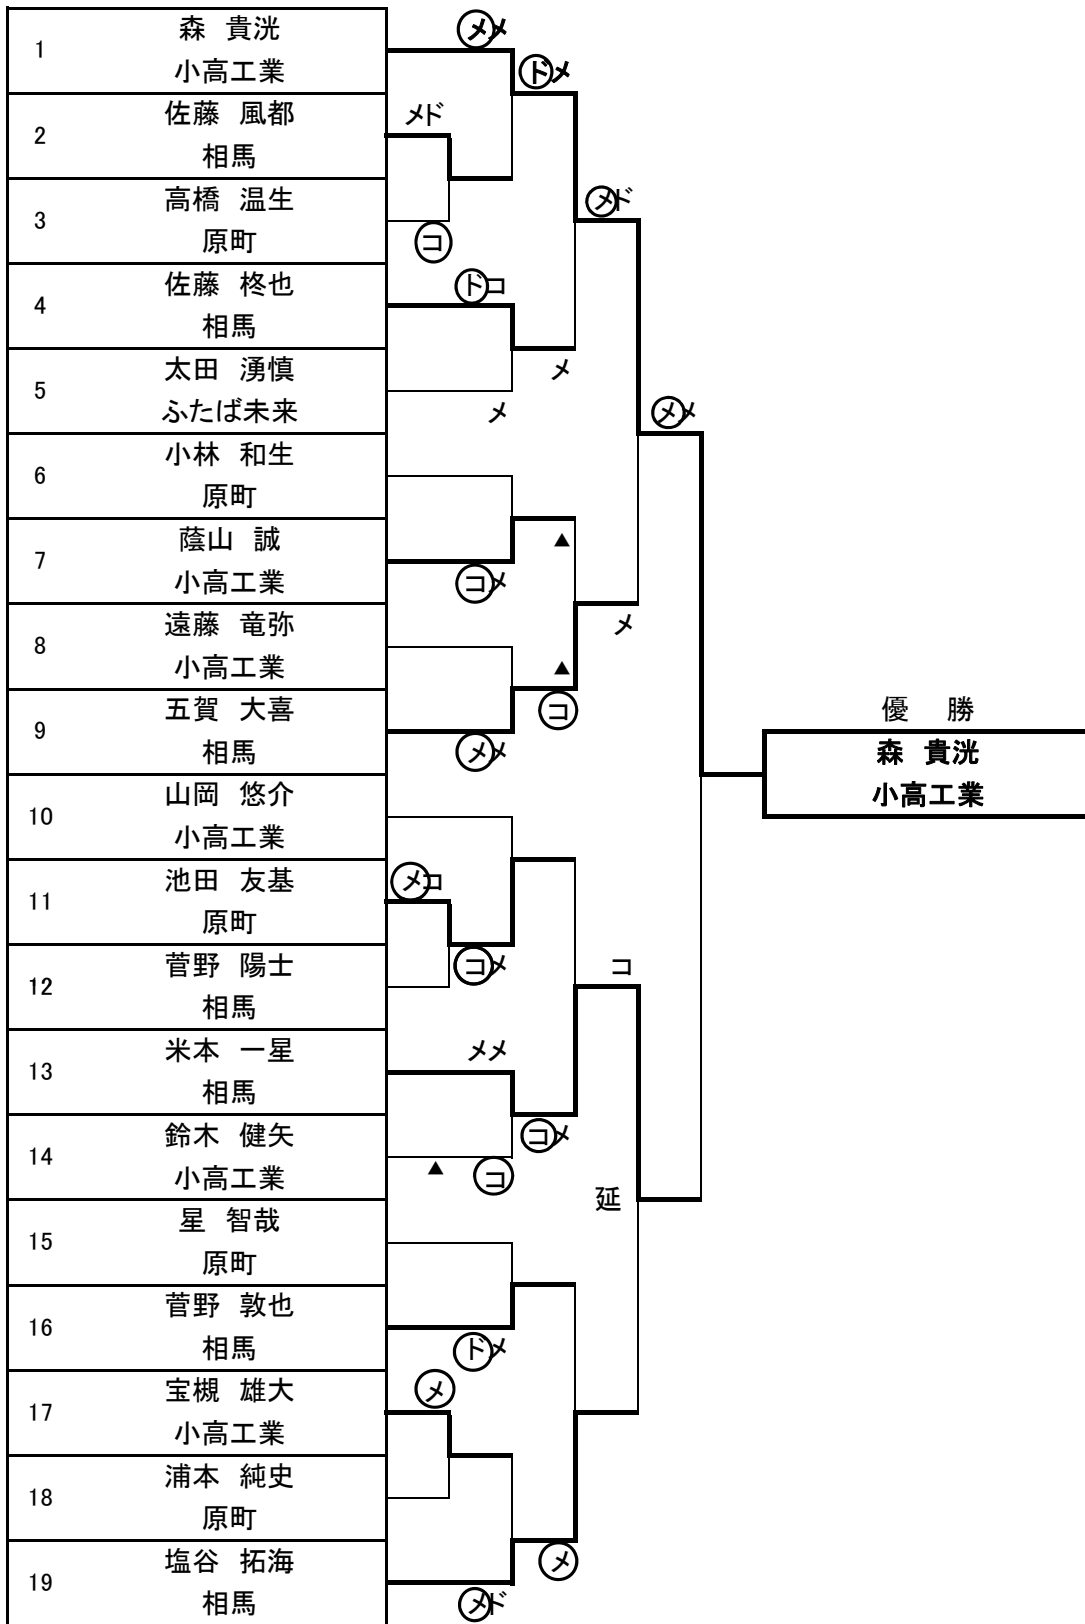 1
森 貴洸
小高工業
2
佐藤 風都
相馬
3
高橋 温生
原町
4
佐藤 柊也
相馬
5
太田 湧慎
ふたば未来
6
小林 和生
原町
7
蔭山 誠
小高工業
8
遠藤 竜弥
小高工業
9
五賀 大喜
相馬
10
山岡 悠介
小高工業
11
池田 友基
原町
12
菅野 陽士
相馬
13
米本 一星
相馬
14
鈴木 健矢
小高工業
15
星 智哉
原町
16
菅野 敦也
相馬
17
宝槻 雄大
小高工業
18
浦本 純史
原町
19
塩谷 拓海
相馬
メメ
ドメ
メド
メド
コ
ドコ
メ
メ
メメ
▲
コメ
メ
▲
コ
メメ
メコ
コメ
コ
メメ
コメ
▲
コ
延
ドメ
メ
メ
メド
優 勝
森 貴洸
小高工業